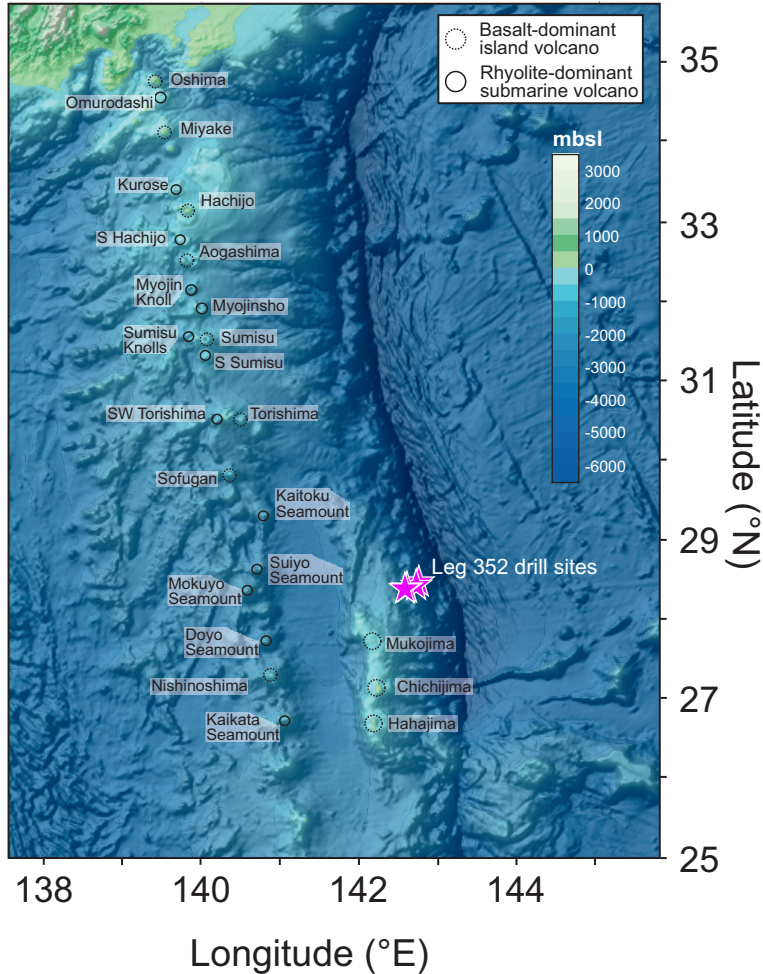 Basalt-dominant
island volcano
Rhyolite-dominant
submarine volcano
mbsl
3000
2000
1000
0
-1000
-2000
-3000
-4000
-5000
-6000
Oshima
Omurodashi
Miyake
Kurose
Hachijo
S Hachijo
Aogashima
Myojin
Knoll
Myojinsho
Sumisu
Knolls
Sumisu
S Sumisu
SW Torishima
Torishima
Sofugan
Kaitoku
Seamount
Suiyo
Seamount
Leg 352 drill sites
Mokuyo
Seamount
Doyo
Seamount
Mukojima
Nishinoshima
Chichijima
Kaikata
Seamount
Hahajima
35
33
31
29
27
25
Latitude (°N)
138
140
142
144
Longitude (°E)